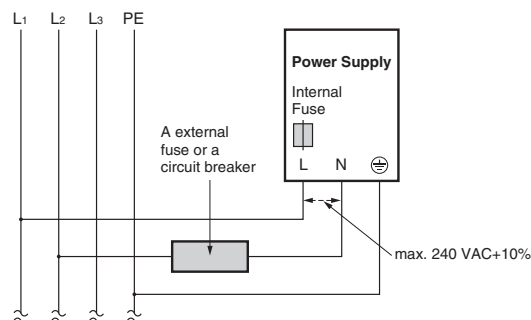 L1 L2 L3 PE
Power Supply
Internal
Fuse
L N
A external
fuse or a
circuit breaker
max. 240 VAC+10%